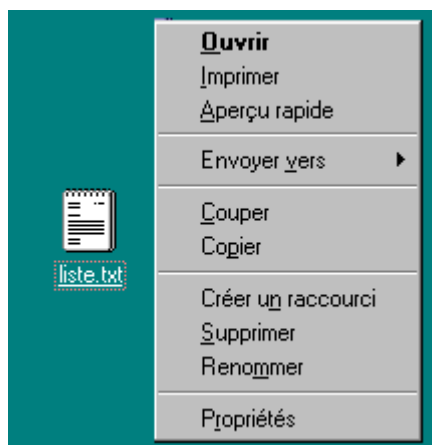 Ouvrir
Imprimer
Aperçu rapide
Envoyer vers
Couper
Copier
liste.txt
Créer un raccourci
Supprimer
Renommer
Propriétés